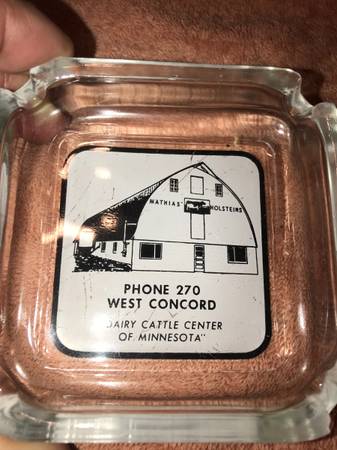 MATHIAS' HOLSTEINS
PHONE 270
WEST CONCORD
DAIRY CATTLE CENTER
OF MINNESOTA"